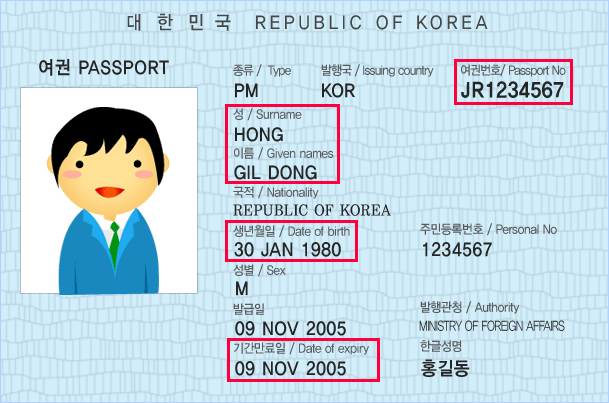 대 한 민 국 REPUBLIC OF KOREA
여권 PASSPORT
종류 / Type 발행국 / Issuing country 여권번호/ Passport No
PM KOR JR1234567
성 / Surname
HONG
이름 / Given names
GIL DONG
국적 / Nationality
REPUBLIC OF KOREA
생년월일 / Date of birth 주민등록번호 / Personal No
30 JAN 1980 1234567
성별 / Sex
M
발급일 발행관청 / Authority
09 NOV 2005 MINISTRY OF FOREIGN AFFAIRS
기간만료일 / Date of expiry 한글성명
09 NOV 2005 홍길동